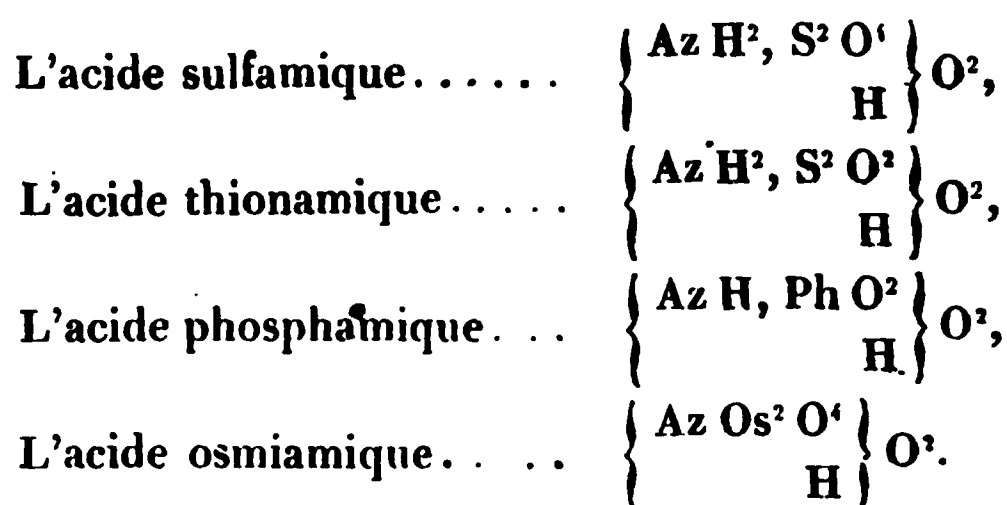 L'acide sulfamique...... { Az H², S² O⁴
H } O²,
L'acide thionamique..... { Az H², S² O²
H } O²,
L'acide phosphamique... { Az H, Ph O²
H } O²,
L'acide osmiamique.... { Az Os² O⁴
H } O².